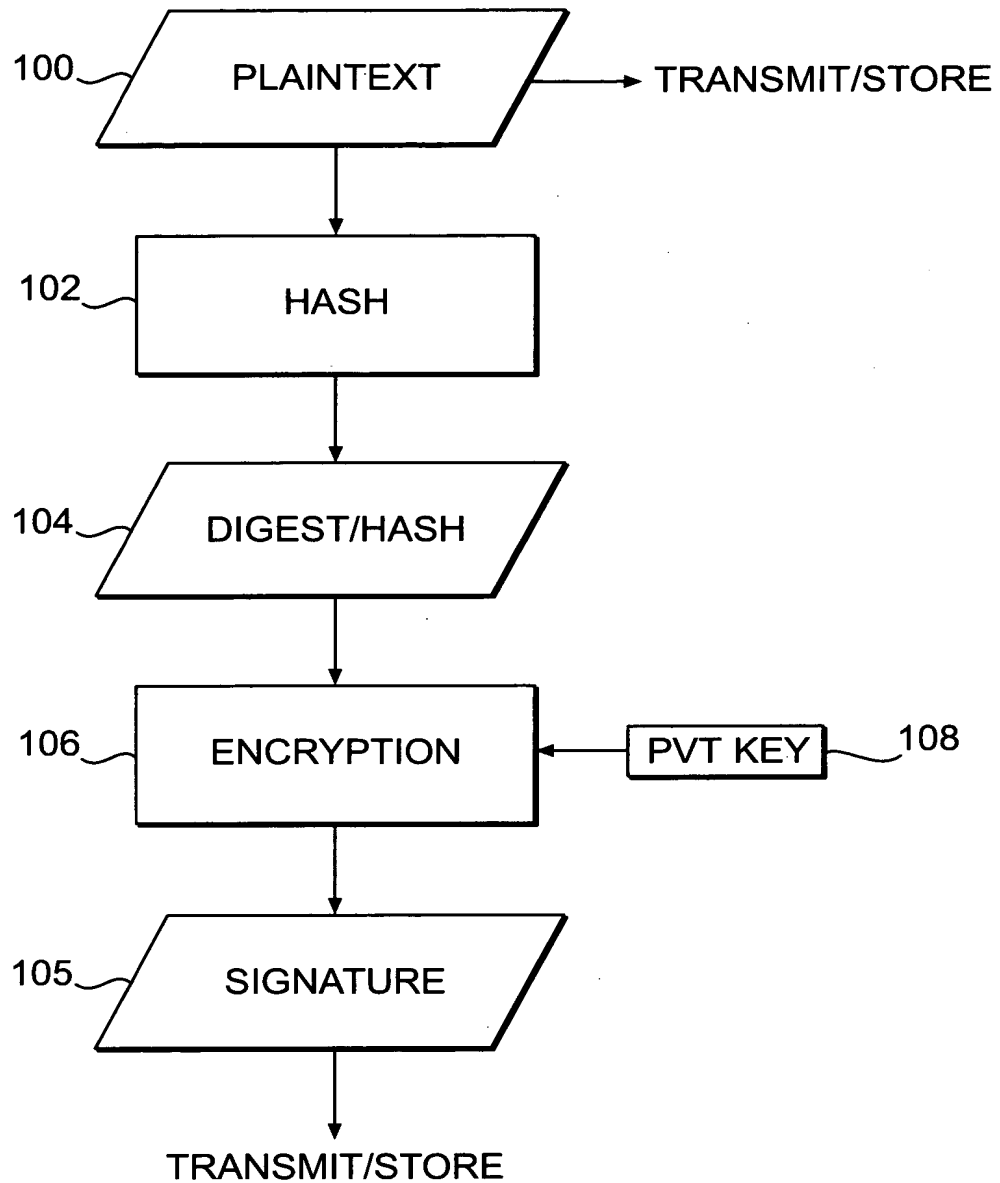 100
PLAINTEXT
TRANSMIT/STORE
102
HASH
104
DIGEST/HASH
106
ENCRYPTION
PVT KEY
108
105
SIGNATURE
TRANSMIT/STORE